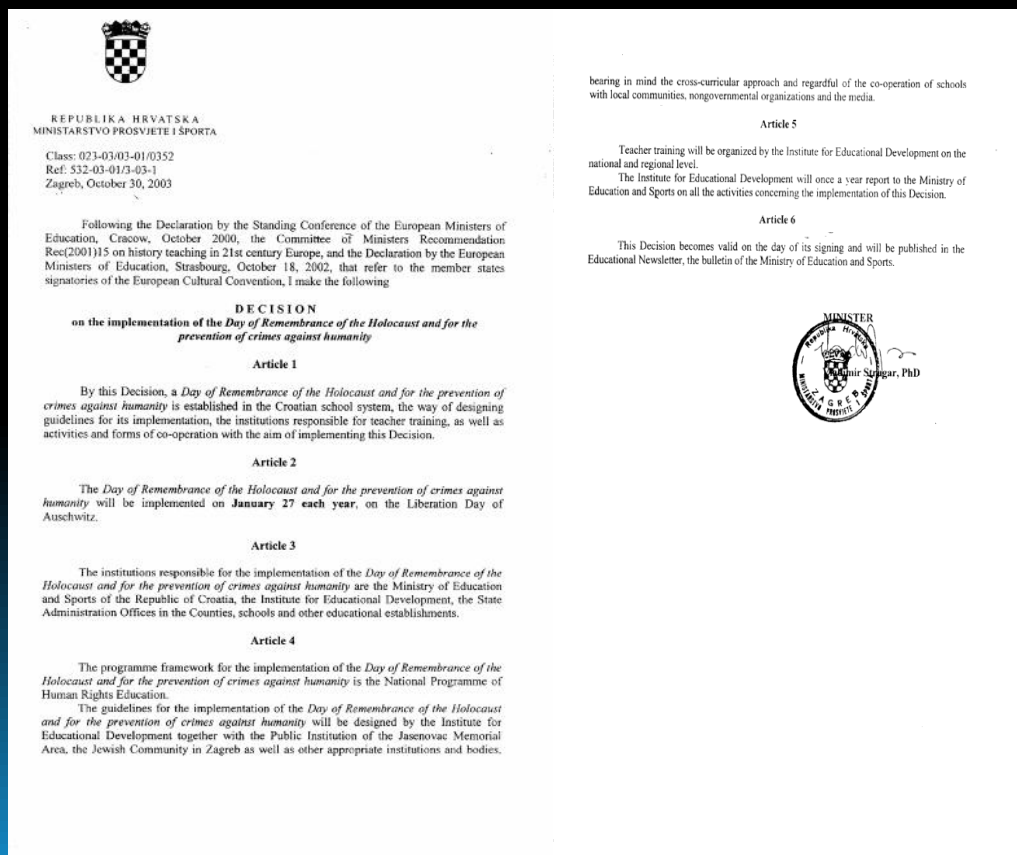 REPUBLIKA HRVATSKA
MINISTARSTVO PROSVJETE I ŠPORTA
Class: 023-03/03-01/0352
Ref: 532-03-01/3-03-1
Zagreb, October 30, 2003
Following the Declaration by the Standing Conference of the European Ministers of
Education, Cracow, October 2000, the Committee of Ministers Recommendation
Rec(2001)15 on history teaching in 21st century Europe, and the Declaration by the European
Ministers of Education, Strasbourg, October 18, 2002, that refer to the member states
signatories of the European Cultural Convention, I make the following
DECISION
on the implementation of the Day of Remembrance of the Holocaust and for the
prevention of crimes against humanity
Article 1
By this Decision, a Day of Remembrance of the Holocaust and for the prevention of
crimes against humanity is established in the Croatian school system, the way of designing
guidelines for its implementation, the institutions responsible for teacher training, as well as
activities and forms of co-operation with the aim of implementing this Decision.
Article 2
The Day of Remembrance of the Holocaust and for the prevention of crimes against
humanity will be implemented on January 27 each year, on the Liberation Day of
Auschwitz.
Article 3
The institutions responsible for the implementation of the Day of Remembrance of the
Holocaust and for the prevention of crimes against humanity are the Ministry of Education
and Sports of the Republic of Croatia, the Institute for Educational Development, the State
Administration Offices in the Counties, schools and other educational establishments.
Article 4
The programme framework for the implementation of the Day of Remembrance of the
Holocaust and for the prevention of crimes against humanity is the National Programme of
Human Rights Education.
The guidelines for the implementation of the Day of Remembrance of the Holocaust
and for the prevention of crimes against humanity will be designed by the Institute for
Educational Development together with the Public Institution of the Jasenovac Memorial
Area, the Jewish Community in Zagreb as well as other appropriate institutions and bodies,
bearing in mind the cross-curricular approach and regardful of the co-operation of schools
with local communities, nongovernmental organizations and the media.
Article 5
Teacher training will be organized by the Institute for Educational Development on the
national and regional level.
The Institute for Educational Development will once a year report to the Ministry of
Education and Sports on all the activities concerning the implementation of this Decision.
Article 6
This Decision becomes valid on the day of its signing and will be published in the
Educational Newsletter, the bulletin of the Ministry of Education and Sports.
MINISTER
Republika Hrvatska
PhD
MINISTARSTVO PROSVJETE I ŠPORTA
ZAGREB